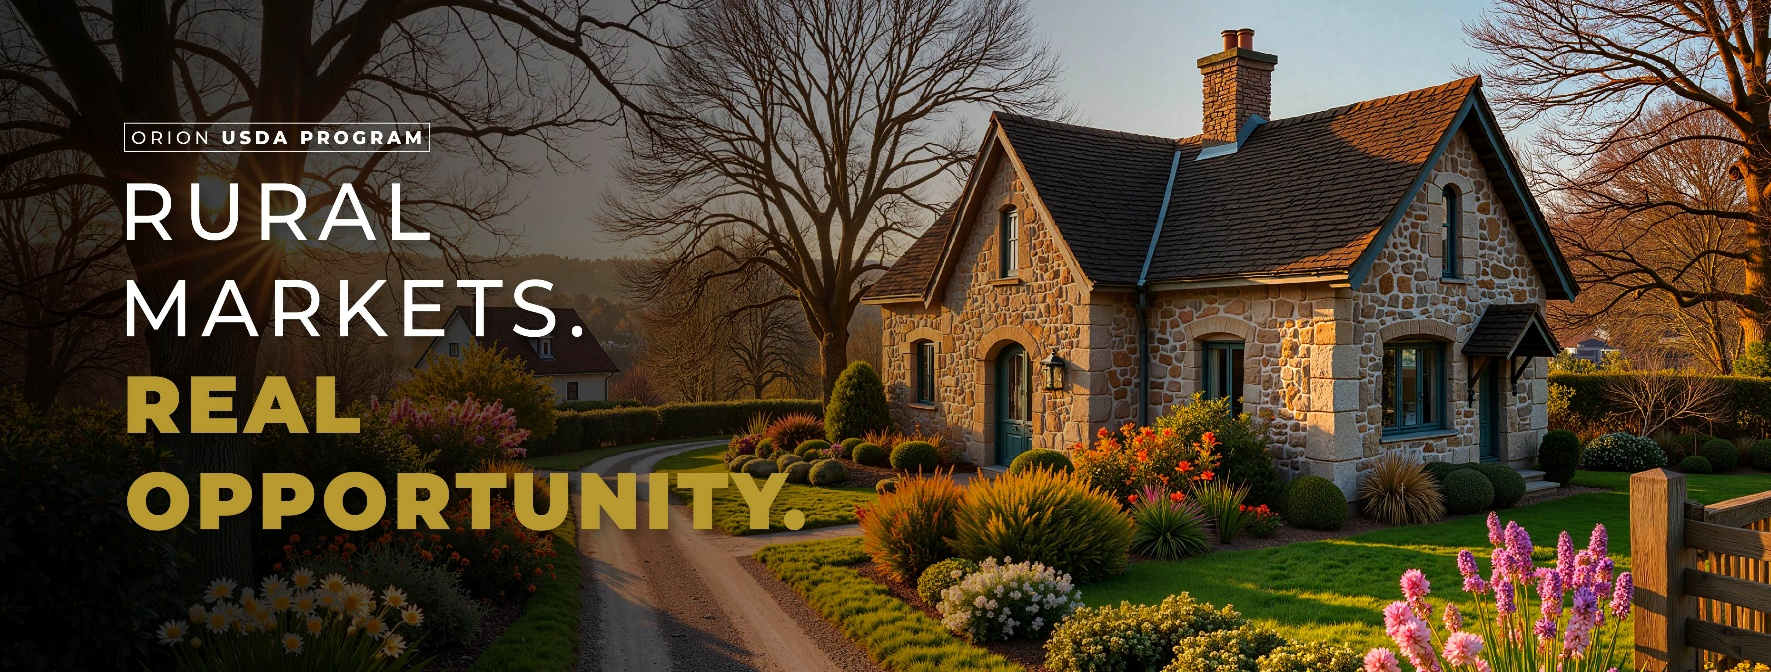 ORION USDA PROGRAM
RURAL
MARKETS.
REAL
OPPORTUNITY.